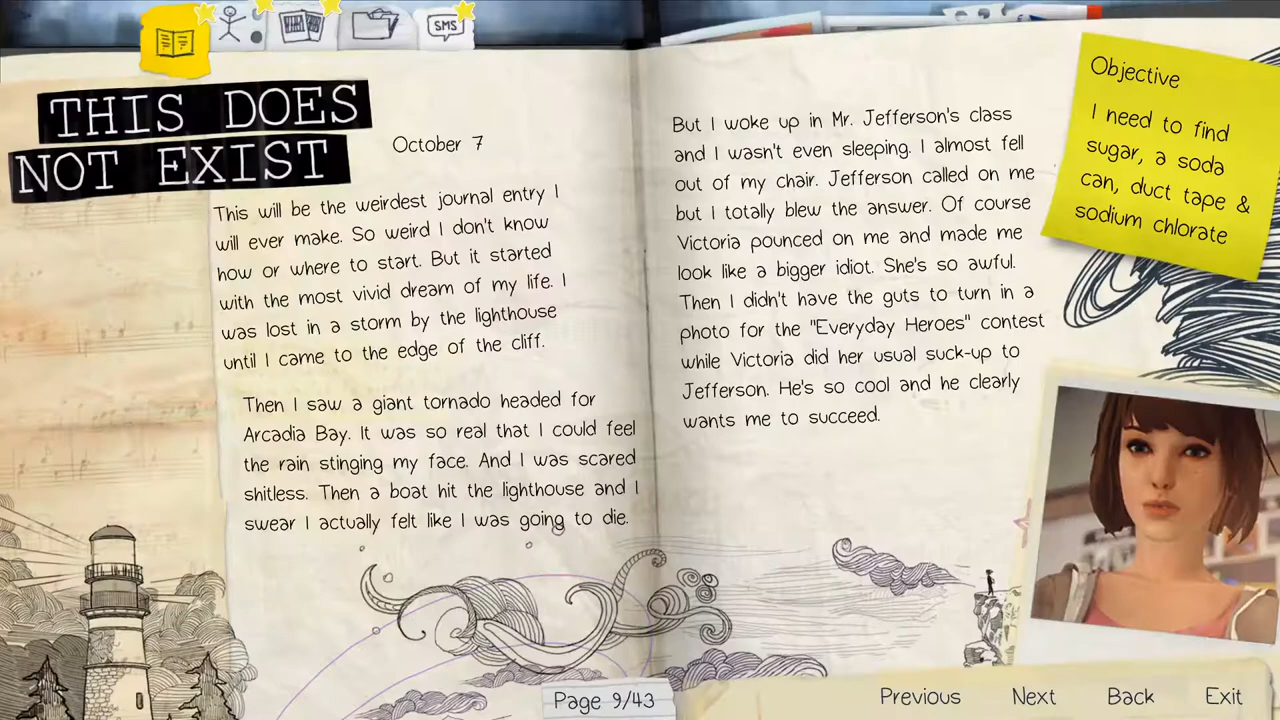 SMS
THIS DOES
NOT EXIST
October 7
This will be the weirdest journal entry I
will ever make. So weird I don't know
how or where to start. But it started
with the most vivid dream of my life. I
was lost in a storm by the lighthouse
until I came to the edge of the cliff.
Then I saw a giant tornado headed for
Arcadia Bay. It was so real that I could feel
the rain stinging my face. And I was scared
shitless. Then a boat hit the lighthouse and I
swear I actually felt like I was going to die.
But I woke up in Mr. Jefferson's class
and I wasn't even sleeping. I almost fell
out of my chair. Jefferson called on me
but I totally blew the answer. Of course
Victoria pounced on me and made me
look like a bigger idiot. She's so awful.
Then I didn't have the guts to turn in a
photo for the "Everyday Heroes" contest
while Victoria did her usual suck-up to
Jefferson. He's so cool and he clearly
wants me to succeed.
Objective
I need to find
sugar, a soda
can, duct tape &
sodium chlorate
Page 9/43
Previous
Next
Back
Exit